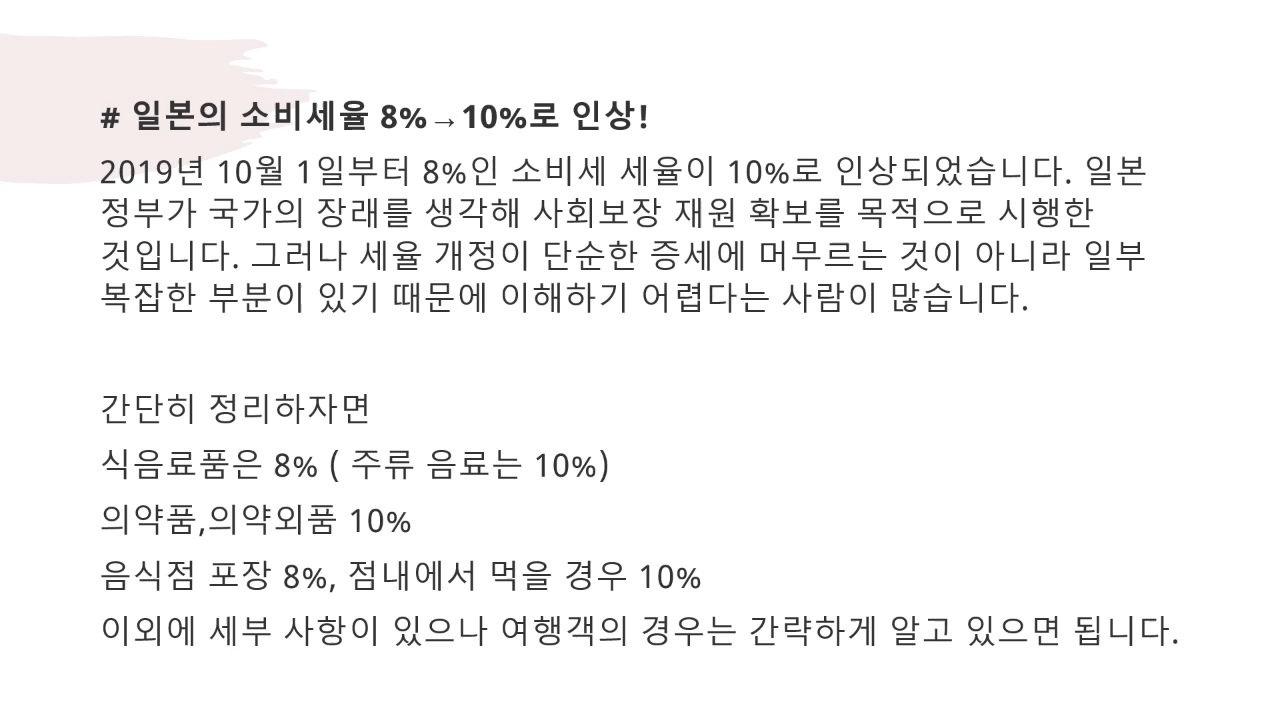 # 일본의 소비세율 8%→10%로 인상!
2019년 10월 1일부터 8%인 소비세 세율이 10%로 인상되었습니다. 일본
정부가 국가의 장래를 생각해 사회보장 재원 확보를 목적으로 시행한
것입니다. 그러나 세율 개정이 단순한 증세에 머무르는 것이 아니라 일부
복잡한 부분이 있기 때문에 이해하기 어렵다는 사람이 많습니다.
간단히 정리하자면
식음료품은 8% ( 주류 음료는 10%)
의약품,의약외품 10%
음식점 포장 8%, 점내에서 먹을 경우 10%
이외에 세부 사항이 있으나 여행객의 경우는 간략하게 알고 있으면 됩니다.